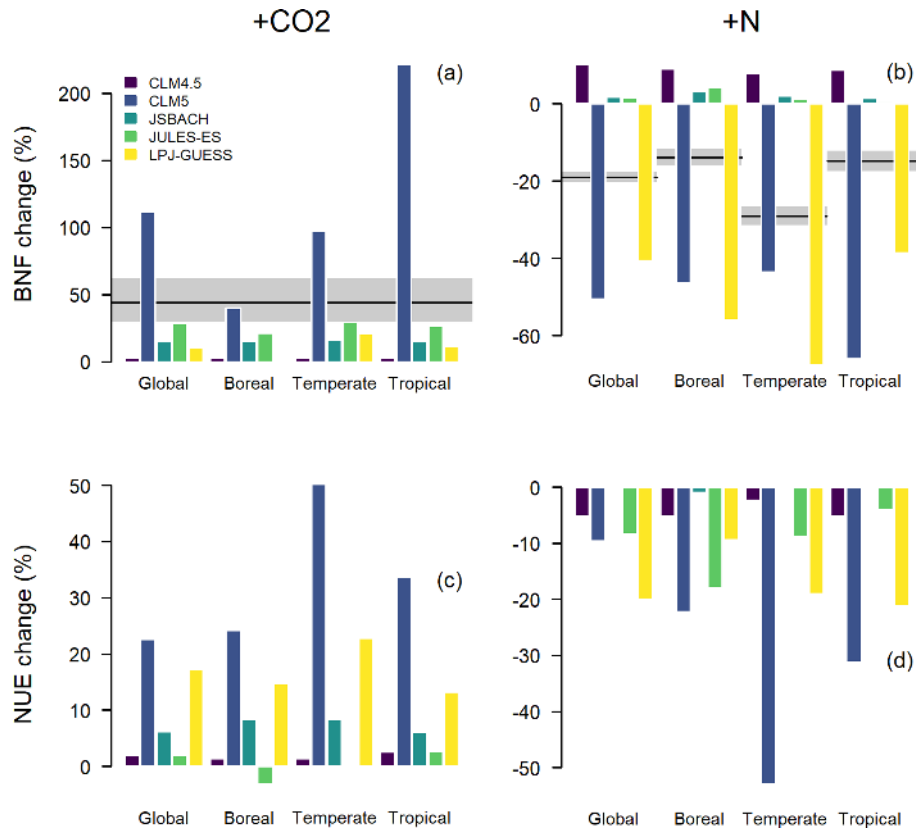 +CO2
+N
BNF change (%)
200
150
100
50
0
CLM4.5
CLM5
JSBACH
JULES-ES
LPJ-GUESS
(a)
Global
Boreal
Temperate
Tropical
0
-20
-40
-60
(b)
Global
Boreal
Temperate
Tropical
NUE change (%)
50
40
30
20
10
0
(c)
Global
Boreal
Temperate
Tropical
0
-10
-20
-30
-40
-50
(d)
Global
Boreal
Temperate
Tropical